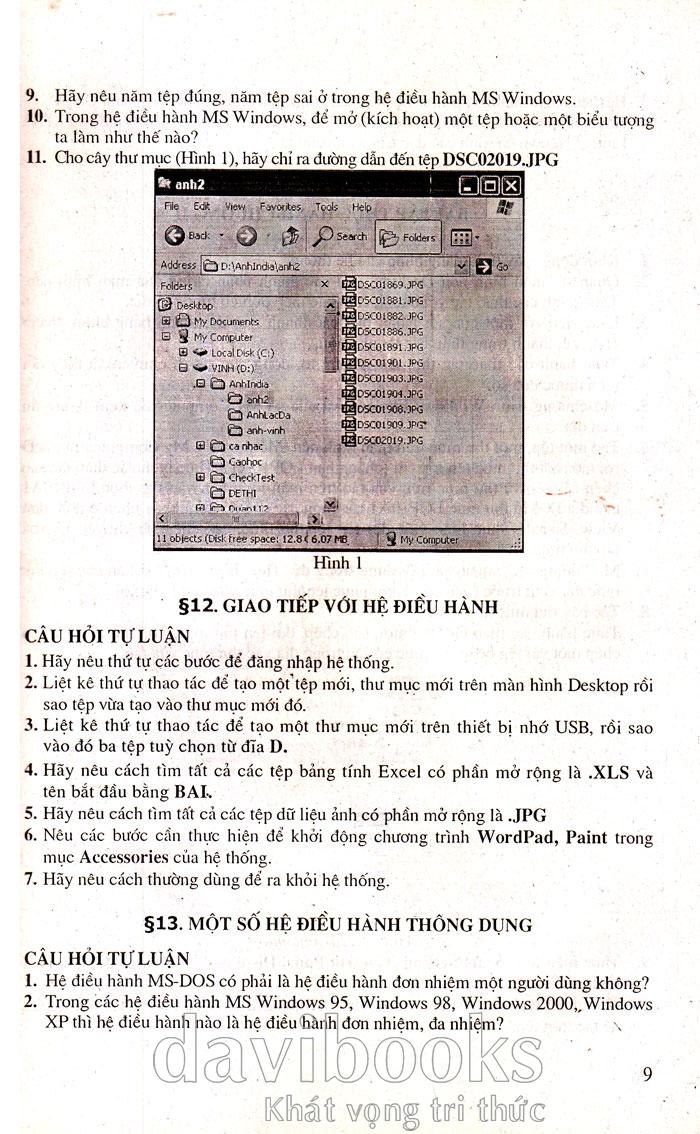 9. Hãy nêu năm tệp đúng, năm tệp sai ở trong hệ điều hành MS Windows.
10. Trong hệ điều hành MS Windows, để mở (kích hoạt) một tệp hoặc một biểu tượng
ta làm như thế nào?
11. Cho cây thư mục (Hình 1), hãy chỉ ra đường dẫn đến tệp DSC02019.JPG
anh2
File Edit View Favorites Tools Help
Back Search Folders
Address D:\AnhIndia\anh2 Go
Folders
Desktop
My Documents
My Computer
Local Disk (C:)
VINH (D:)
AnhIndia
anh2
AnhLacDa
anh-vinh
ca nhac
Caohoc
CheckTest
DETHI
Duan112
DSC01869.JPG
DSC01881.JPG
DSC01882.JPG
DSC01886.JPG
DSC01891.JPG
DSC01901.JPG
DSC01903.JPG
DSC01904.JPG
DSC01908.JPG
DSC01909.JPG
DSC02019.JPG
11 objects (Disk free space: 12.8 6,07 MB My Computer
Hình 1
§12. GIAO TIẾP VỚI HỆ ĐIỀU HÀNH
CÂU HỎI TỰ LUẬN
1. Hãy nêu thứ tự các bước để đăng nhập hệ thống.
2. Liệt kê thứ tự thao tác để tạo một tệp mới, thư mục mới trên màn hình Desktop rồi
sao tệp vừa tạo vào thư mục mới đó.
3. Liệt kê thứ tự thao tác để tạo một thư mục mới trên thiết bị nhớ USB, rồi sao
vào đó ba tệp tuỳ chọn từ đĩa D.
4. Hãy nêu cách tìm tất cả các tệp bảng tính Excel có phần mở rộng là .XLS và
tên bắt đầu bằng BAI.
5. Hãy nêu cách tìm tất cả các tệp dữ liệu ảnh có phần mở rộng là .JPG
6. Nêu các bước cần thực hiện để khởi động chương trình WordPad, Paint trong
mục Accessories của hệ thống.
7. Hãy nêu cách thường dùng để ra khỏi hệ thống.
§13. MỘT SỐ HỆ ĐIỀU HÀNH THÔNG DỤNG
CÂU HỎI TỰ LUẬN
1. Hệ điều hành MS-DOS có phải là hệ điều hành đơn nhiệm một người dùng không?
2. Trong các hệ điều hành MS Windows 95, Windows 98, Windows 2000, Windows
XP thì hệ điều hành nào là hệ điều hành đơn nhiệm, đa nhiệm?
davibooks
Khát vọng tri thức
9